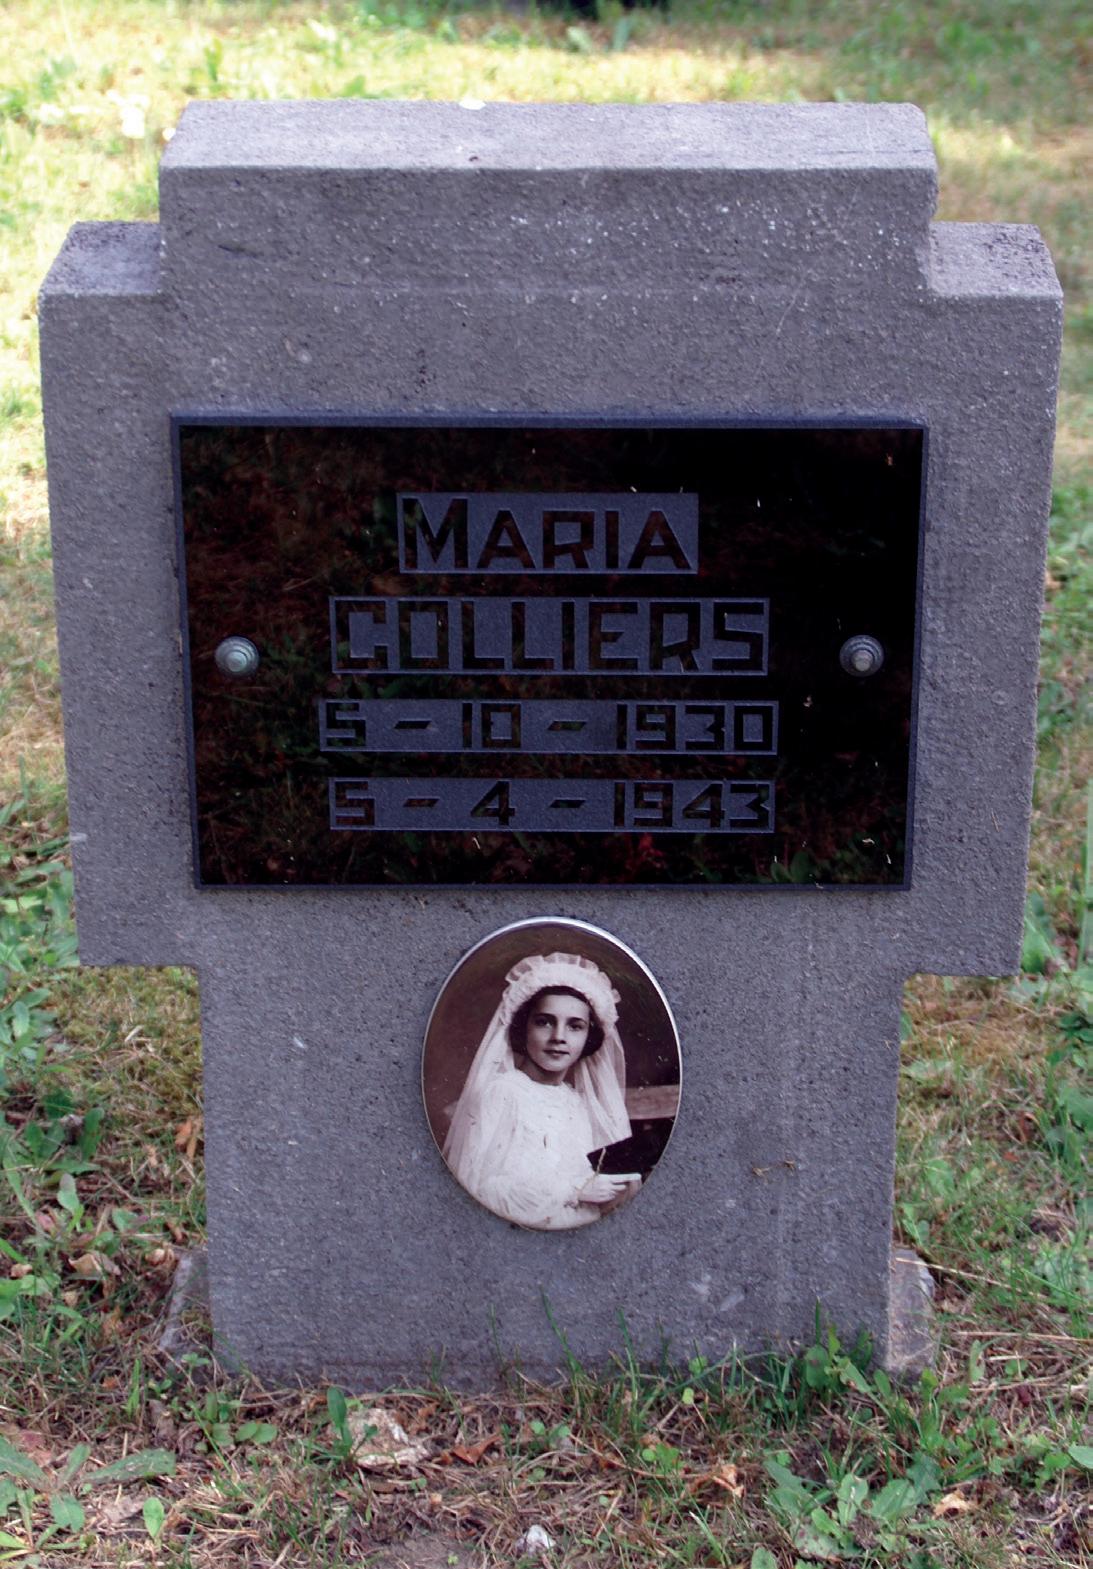 MARIA
COLLIERS
5 - 10 - 1930
5 - 4 - 1943